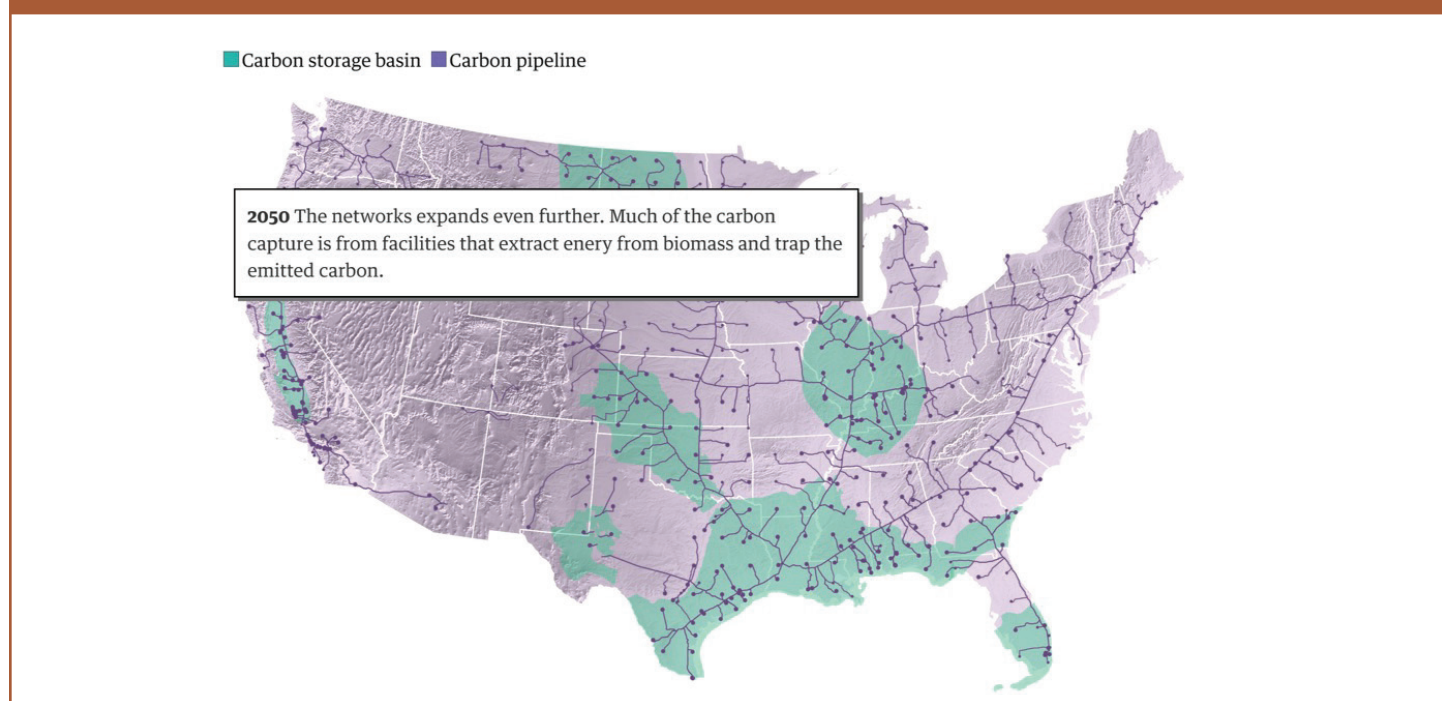 Carbon storage basin Carbon pipeline
2050 The networks expands even further. Much of the carbon
capture is from facilities that extract enery from biomass and trap the
emitted carbon.